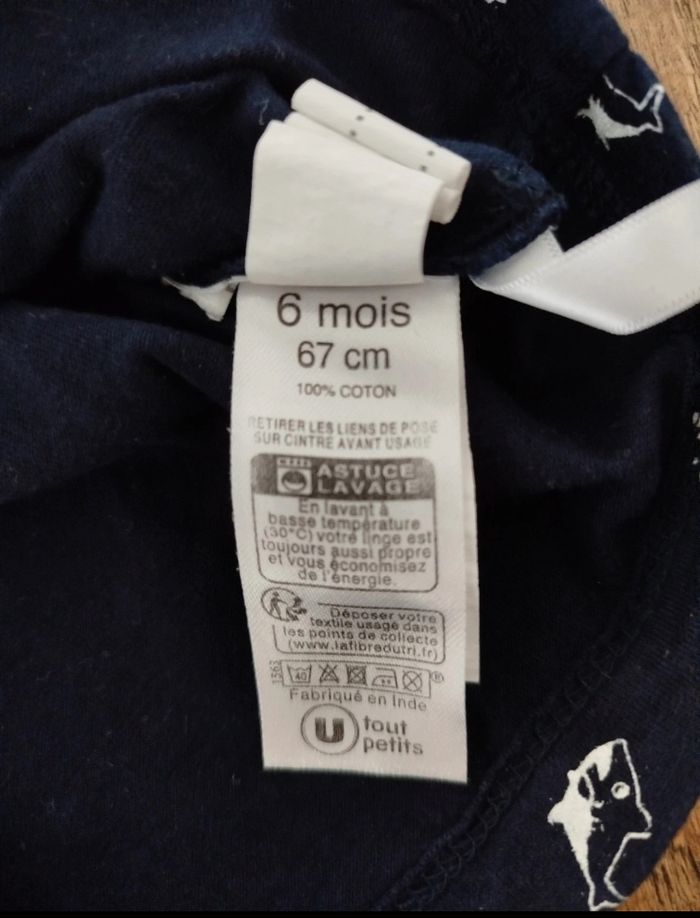 6 mois
67 cm
100% COTON
RETIRER LES LIENS DE POSE
SUR CINTRE AVANT USAGE
ASTUCE
LAVAGE
En lavant à
basse température
(30°C) votre linge est
toujours aussi propre
et vous économisez
de l'énergie.
Déposer votre
textile usagé dans
les points de collecte
(www.lafibredutri.fr)
1563
40
®
Fabriqué en Inde
U tout
petits